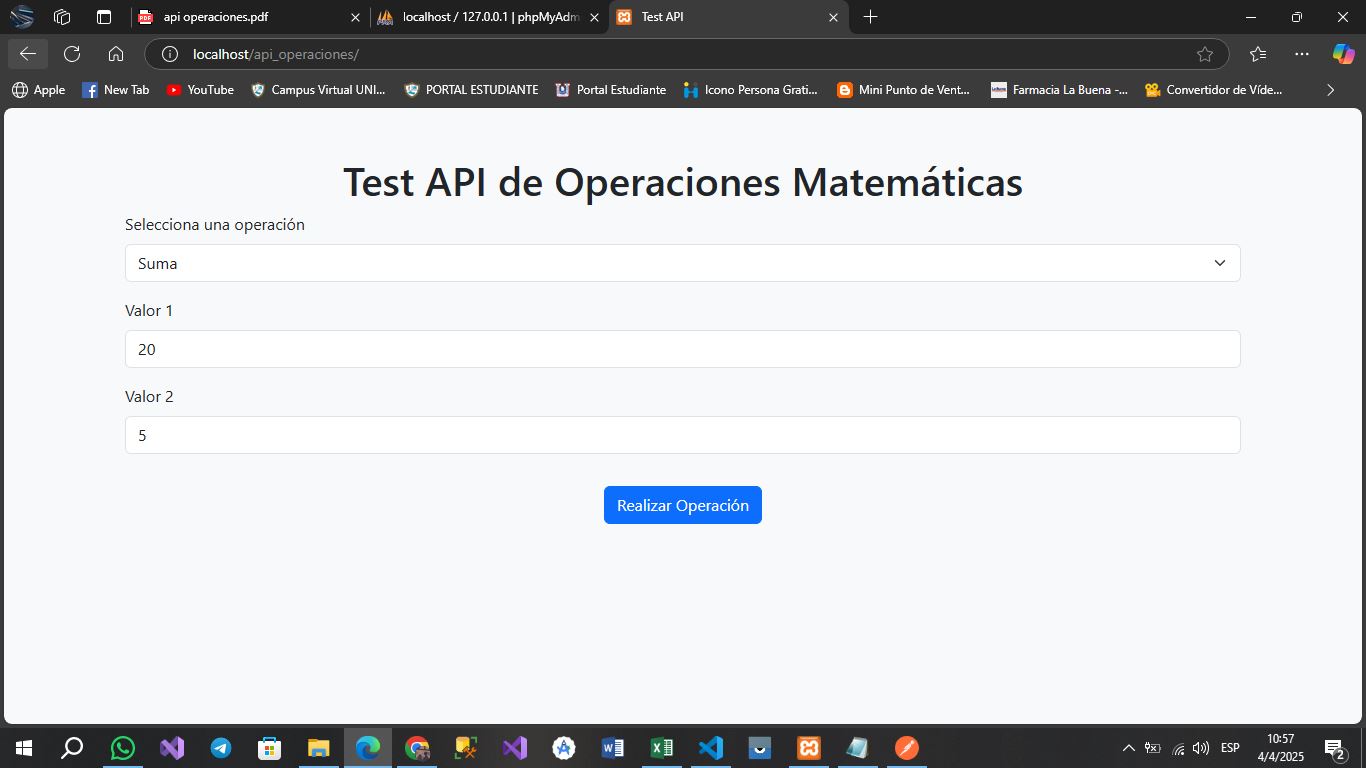 api operaciones.pdf
localhost / 127.0.0.1 | phpMyAdm
Test API
localhost/api_operaciones/
Apple
New Tab
YouTube
Campus Virtual UNI...
PORTAL ESTUDIANTE
Portal Estudiante
Icono Persona Grati...
Mini Punto de Vent...
Farmacia La Buena -...
Convertidor de Víde...
Test API de Operaciones Matemáticas
Selecciona una operación
Suma
Valor 1
20
Valor 2
5
Realizar Operación
ESP
10:57
4/4/2025
2